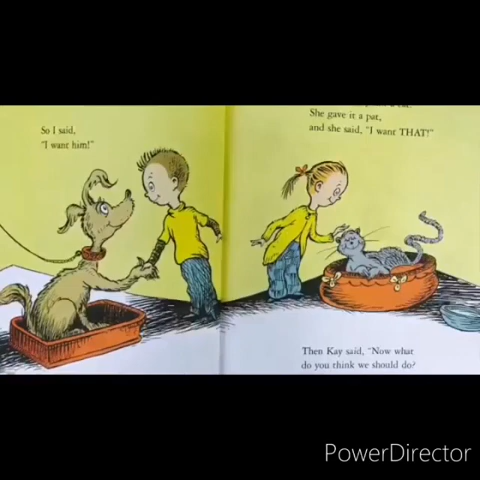 So I said,
"I want him!"
She gave it a pat,
and she said, "I want THAT!"
Then Kay said, "Now what
do you think we should do?
PowerDirector